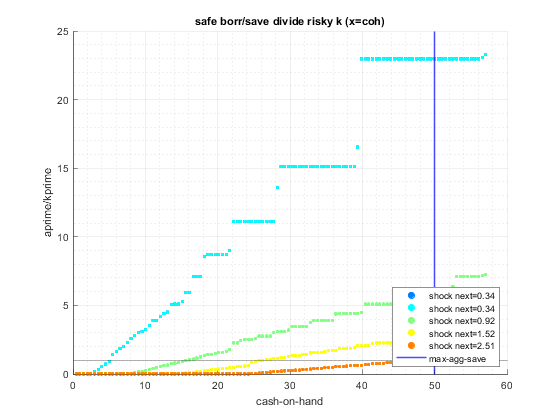 safe borr/save divide risky k (x=coh)
25
20
15
10
5
0
aprime/kprime
0
10
20
30
40
50
60
cash-on-hand
shock next=0.34
shock next=0.34
shock next=0.92
shock next=1.52
shock next=2.51
max-agg-save